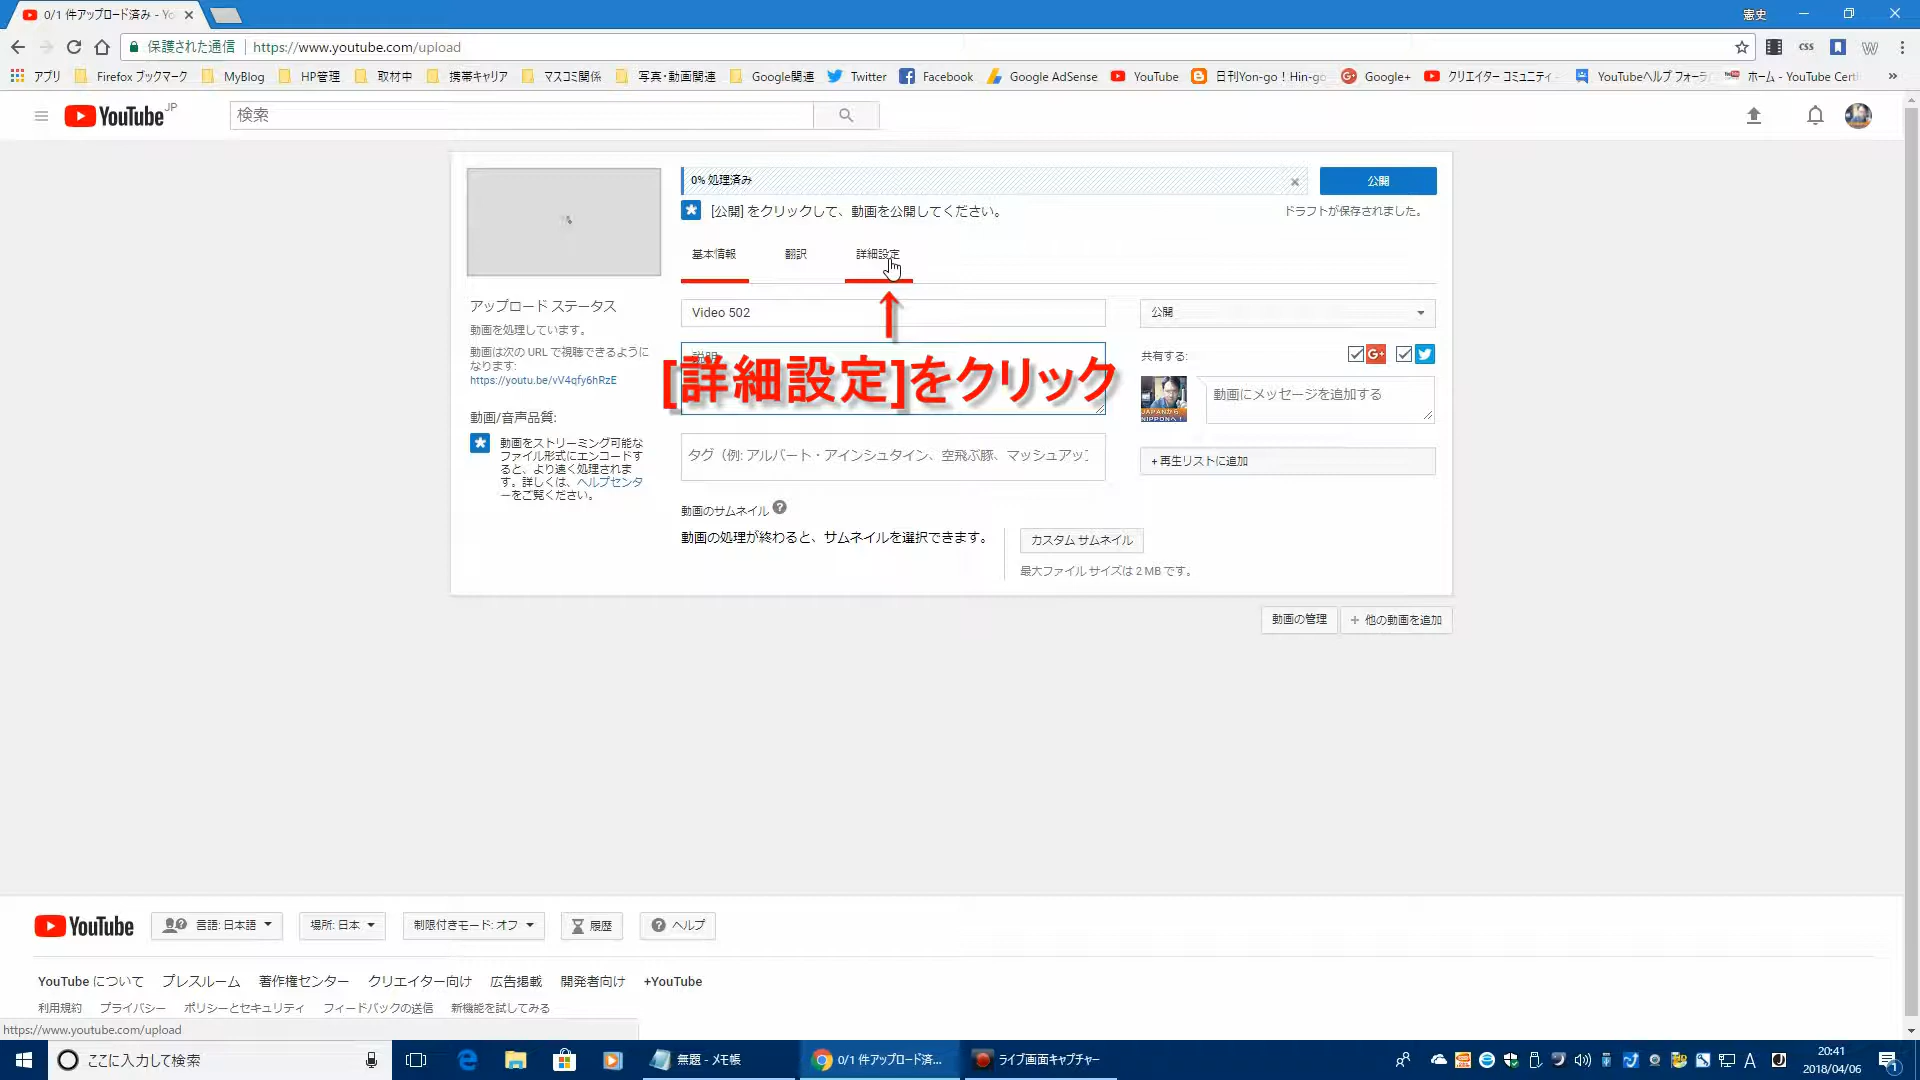 0/1 件アップロード済み - Yo
憲史
保護された通信
https://www.youtube.com/upload
css
W
アプリ
Firefox ブックマーク
MyBlog
HP管理
取材中
携帯キャリア
マスコミ関係
写真・動画関連
Google関連
Twitter
Facebook
Google AdSense
YouTube
日刊Yon-go！Hin-go
Google+
クリエイター コミュニティ
YouTubeヘルプ フォーラ
ホーム - YouTube Certi
YouTube JP
検索
0% 処理済み
公開
[公開] をクリックして、動画を公開してください。
ドラフトが保存されました。
基本情報
翻訳
詳細設定
アップロード ステータス
動画を処理しています。
動画は次の URL で視聴できるように
なります:
https://youtu.be/vV4qfy6hRzE
動画/音声品質:
動画をストリーミング可能な
ファイル形式にエンコードす
ると、より速く処理されま
す。詳しくは、ヘルプセンタ
ーをご覧ください。
Video 502
説明
[詳細設定]をクリック
タグ（例: アルバート・アインシュタイン、空飛ぶ豚、マッシュアッ
動画のサムネイル
動画の処理が終わると、サムネイルを選択できます。
カスタム サムネイル
最大ファイル サイズは 2 MB です。
公開
共有する:
G+
JAPANから
NIPPONへ！
動画にメッセージを追加する
+ 再生リストに追加
動画の管理
+ 他の動画を追加
YouTube
言語: 日本語
場所: 日本
制限付きモード: オフ
履歴
ヘルプ
YouTube について
プレスルーム
著作権センター
クリエイター向け
広告掲載
開発者向け
+YouTube
利用規約
プライバシー
ポリシーとセキュリティ
フィードバックの送信
新機能を試してみる
https://www.youtube.com/upload
ここに入力して検索
無題 - メモ帳
0/1 件アップロード済...
ライブ画面キャプチャー
A
20:41
2018/04/06
1